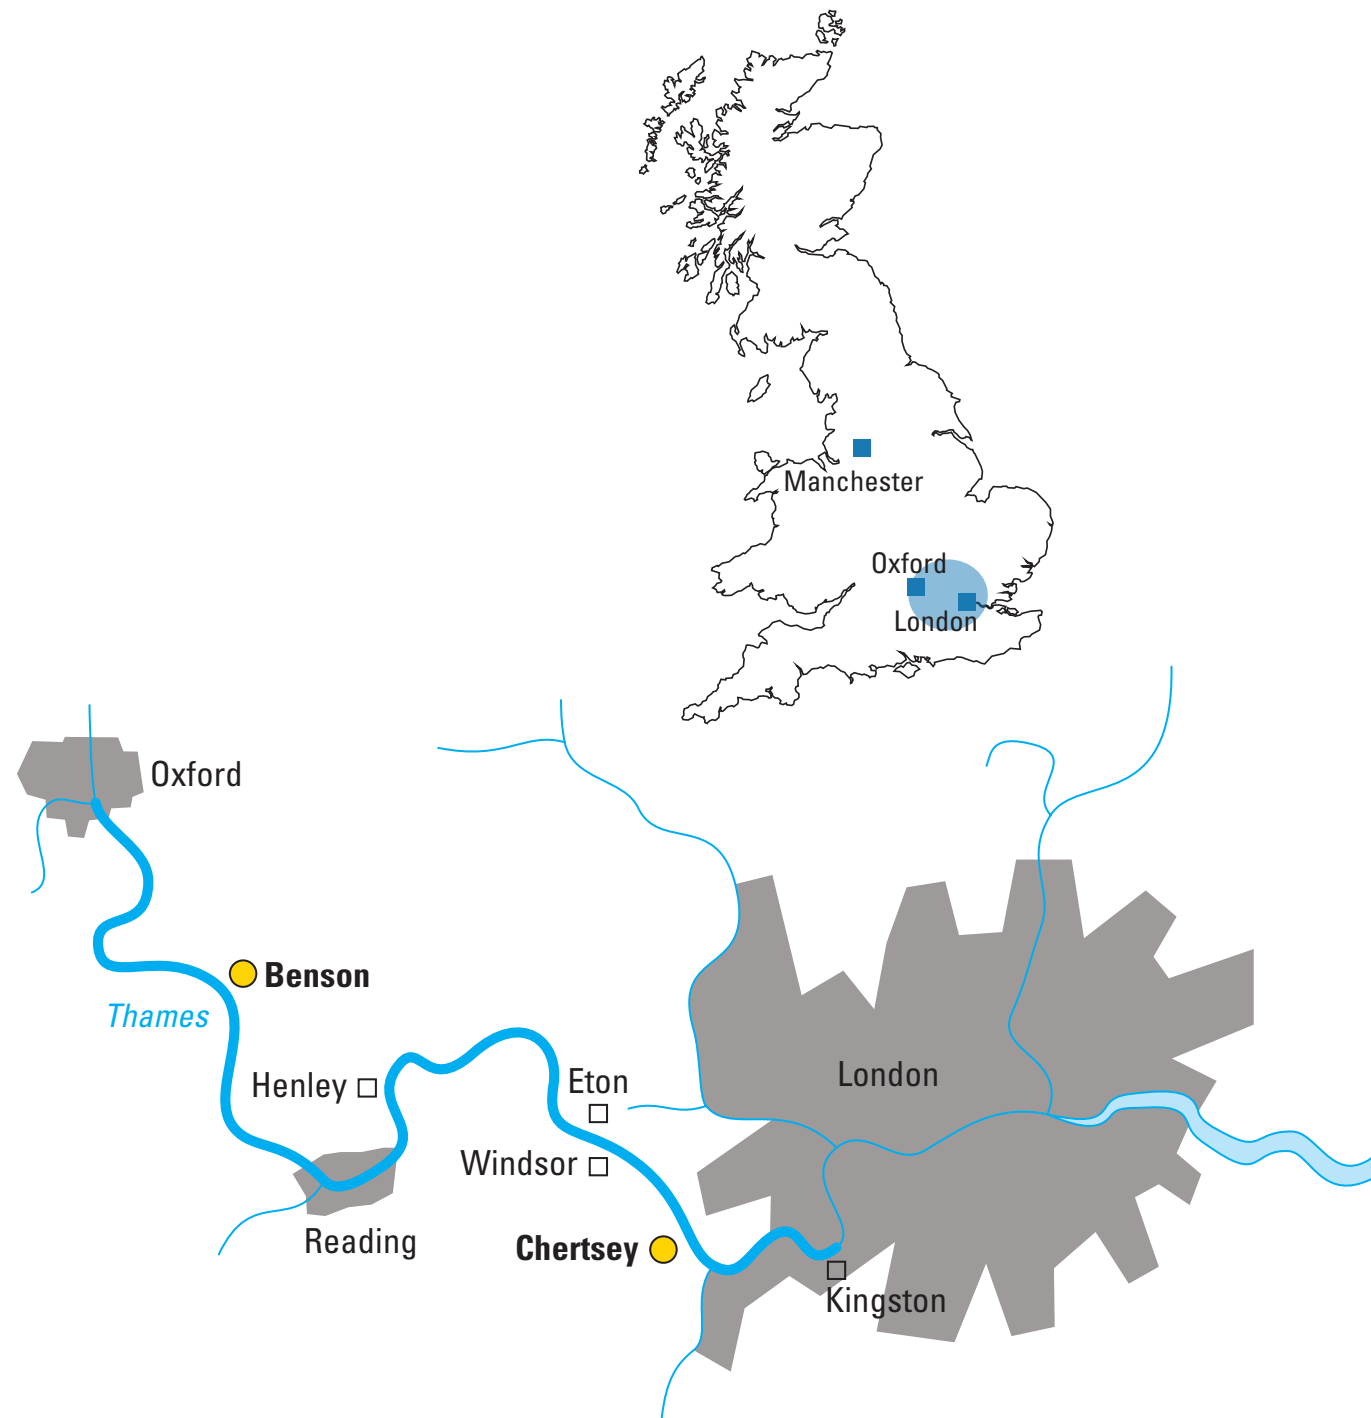 Manchester
Oxford
London
Oxford
Benson
Thames
Henley
Eton
London
Windsor
Reading
Chertsey
Kingston